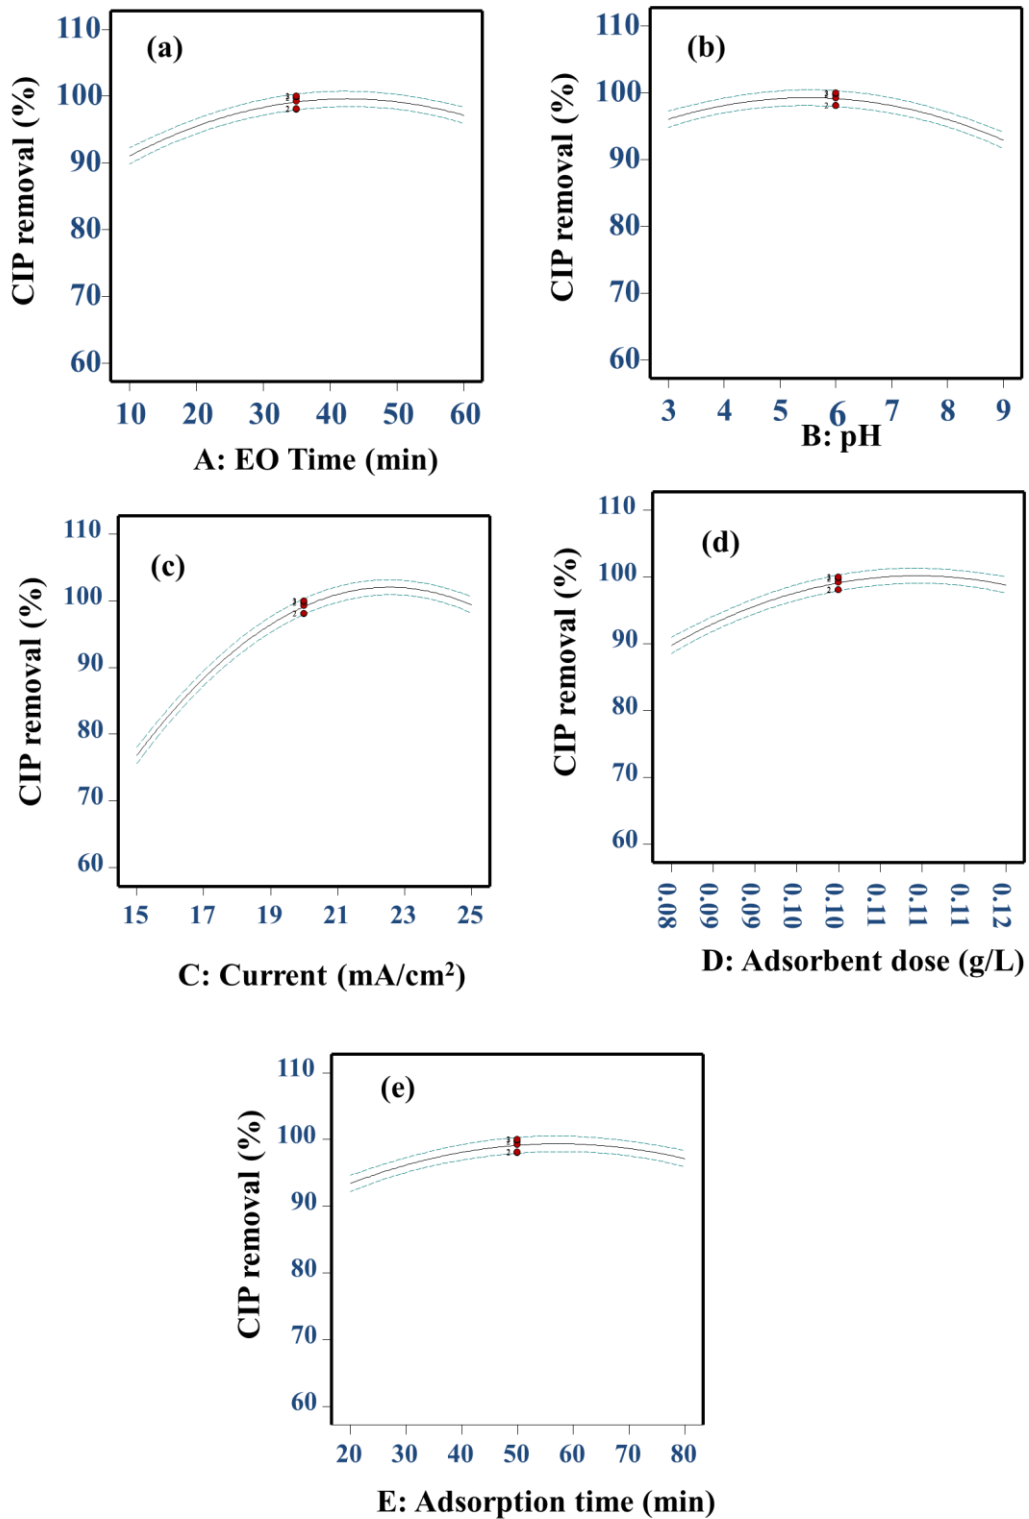 (a)
CIP removal (%)
110
100
90
80
70
60
10 20 30 40 50 60
A: EO Time (min)
(b)
CIP removal (%)
110
100
90
80
70
60
3 4 5 6 7 8 9
B: pH
(c)
CIP removal (%)
110
100
90
80
70
60
15 17 19 21 23 25
C: Current (mA/cm²)
(d)
CIP removal (%)
110
100
90
80
70
60
0.08 0.09 0.09 0.10 0.10 0.11 0.11 0.11 0.12
D: Adsorbent dose (g/L)
(e)
CIP removal (%)
110
100
90
80
70
60
20 30 40 50 60 70 80
E: Adsorption time (min)